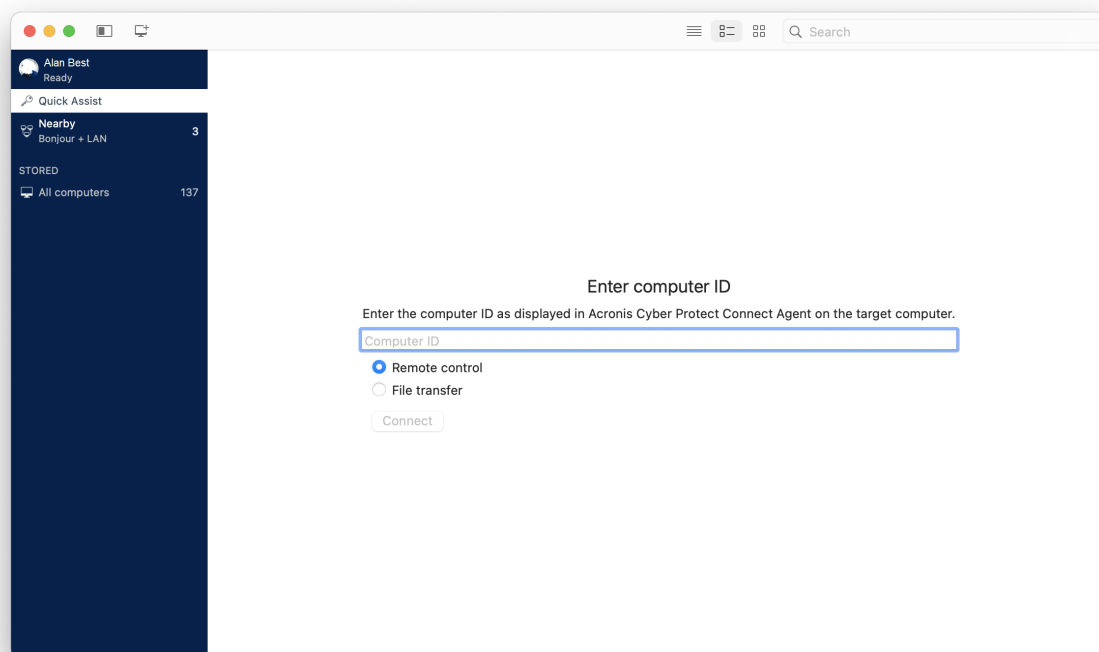 Search
Alan Best
Ready
Quick Assist
Nearby
Bonjour + LAN
3
STORED
All computers
137
Enter computer ID
Enter the computer ID as displayed in Acronis Cyber Protect Connect Agent on the target computer.
Computer ID
Remote control
File transfer
Connect